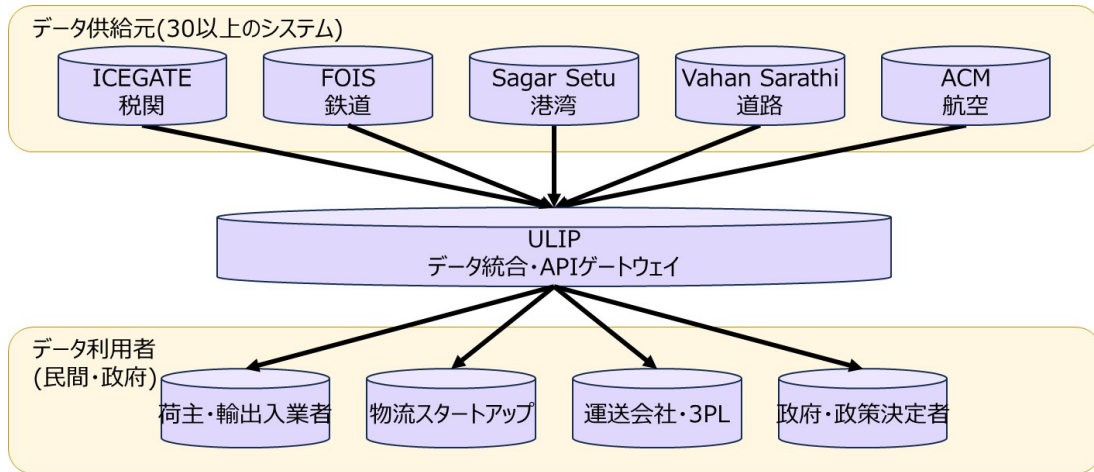 データ供給元(30以上のシステム)
ICEGATE
税関
FOIS
鉄道
Sagar Setu
港湾
Vahan Sarathi
道路
ACM
航空
ULIP
データ統合・APIゲートウェイ
データ利用者
(民間・政府)
荷主・輸出入業者
物流スタートアップ
運送会社・3PL
政府・政策決定者